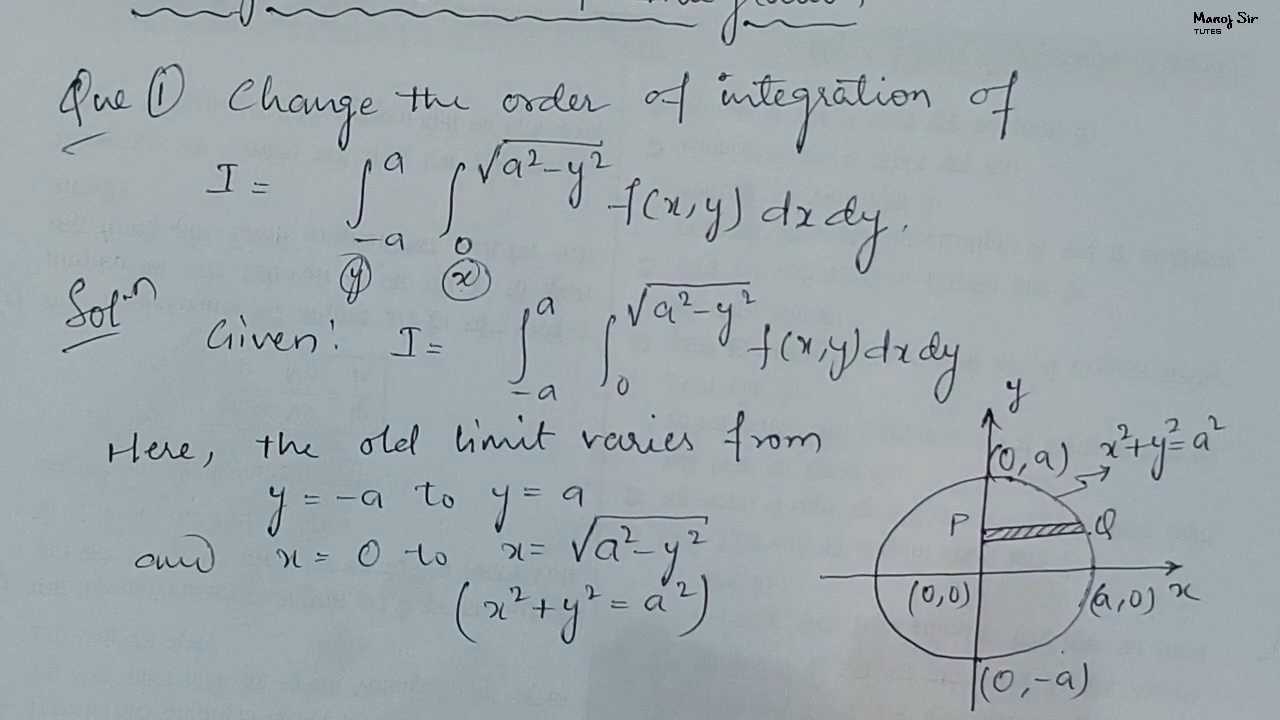 Manoj Sir
TUTES
Que ① Change the order of integration of
I = ∫_{-a}^{a} ∫_{0}^{√(a²-y²)} f(x,y) dx dy.
(y) (x)
Solⁿ
Given: I = ∫_{-a}^{a} ∫_{0}^{√(a²-y²)} f(x,y) dx dy
Here, the old limit varies from
y = -a to y = a
and x = 0 to x = √(a²-y²)
(x² + y² = a²)
y
(0, a) x²+y²=a²
P Q
(0,0) (a,0) x
(0,-a)